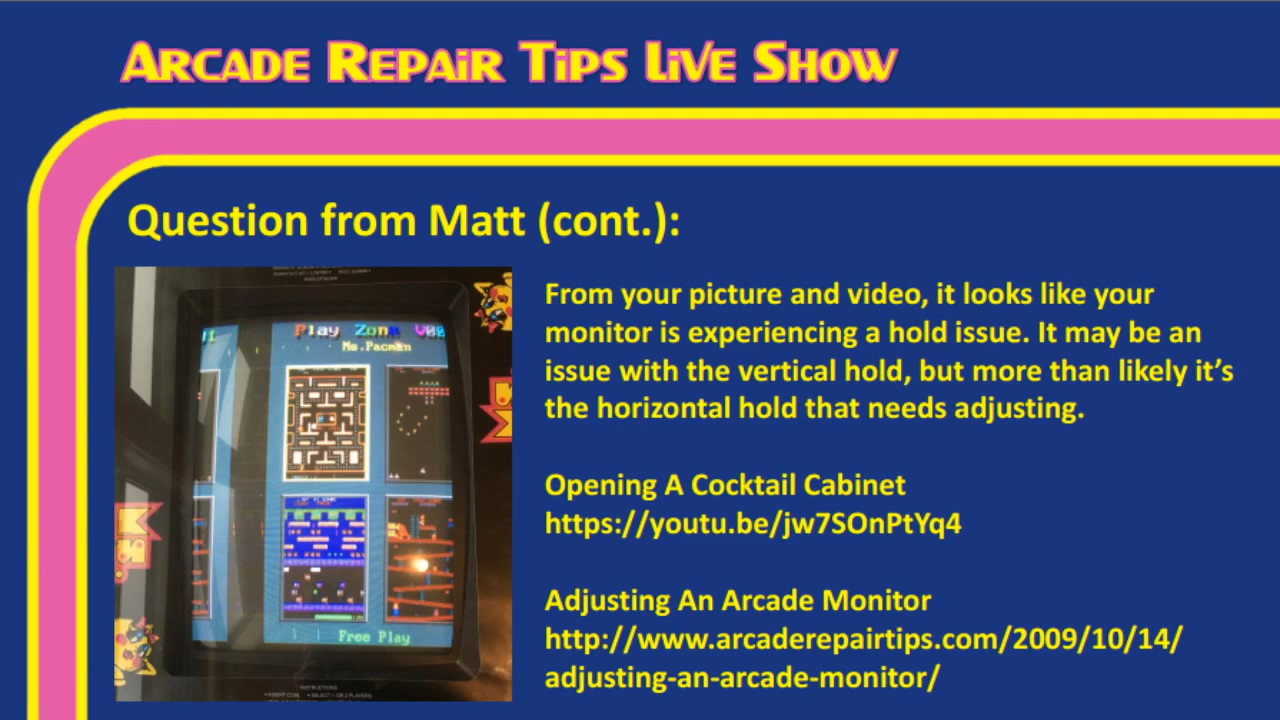 Arcade Repair Tips Live Show
Question from Matt (cont.):
Play Zone
Ms.Pacman
Free Play
INSTRUCTIONS
From your picture and video, it looks like your
monitor is experiencing a hold issue. It may be an
issue with the vertical hold, but more than likely it’s
the horizontal hold that needs adjusting.
Opening A Cocktail Cabinet
https://youtu.be/jw7SOnPtYq4
Adjusting An Arcade Monitor
http://www.arcaderepairtips.com/2009/10/14/
adjusting-an-arcade-monitor/